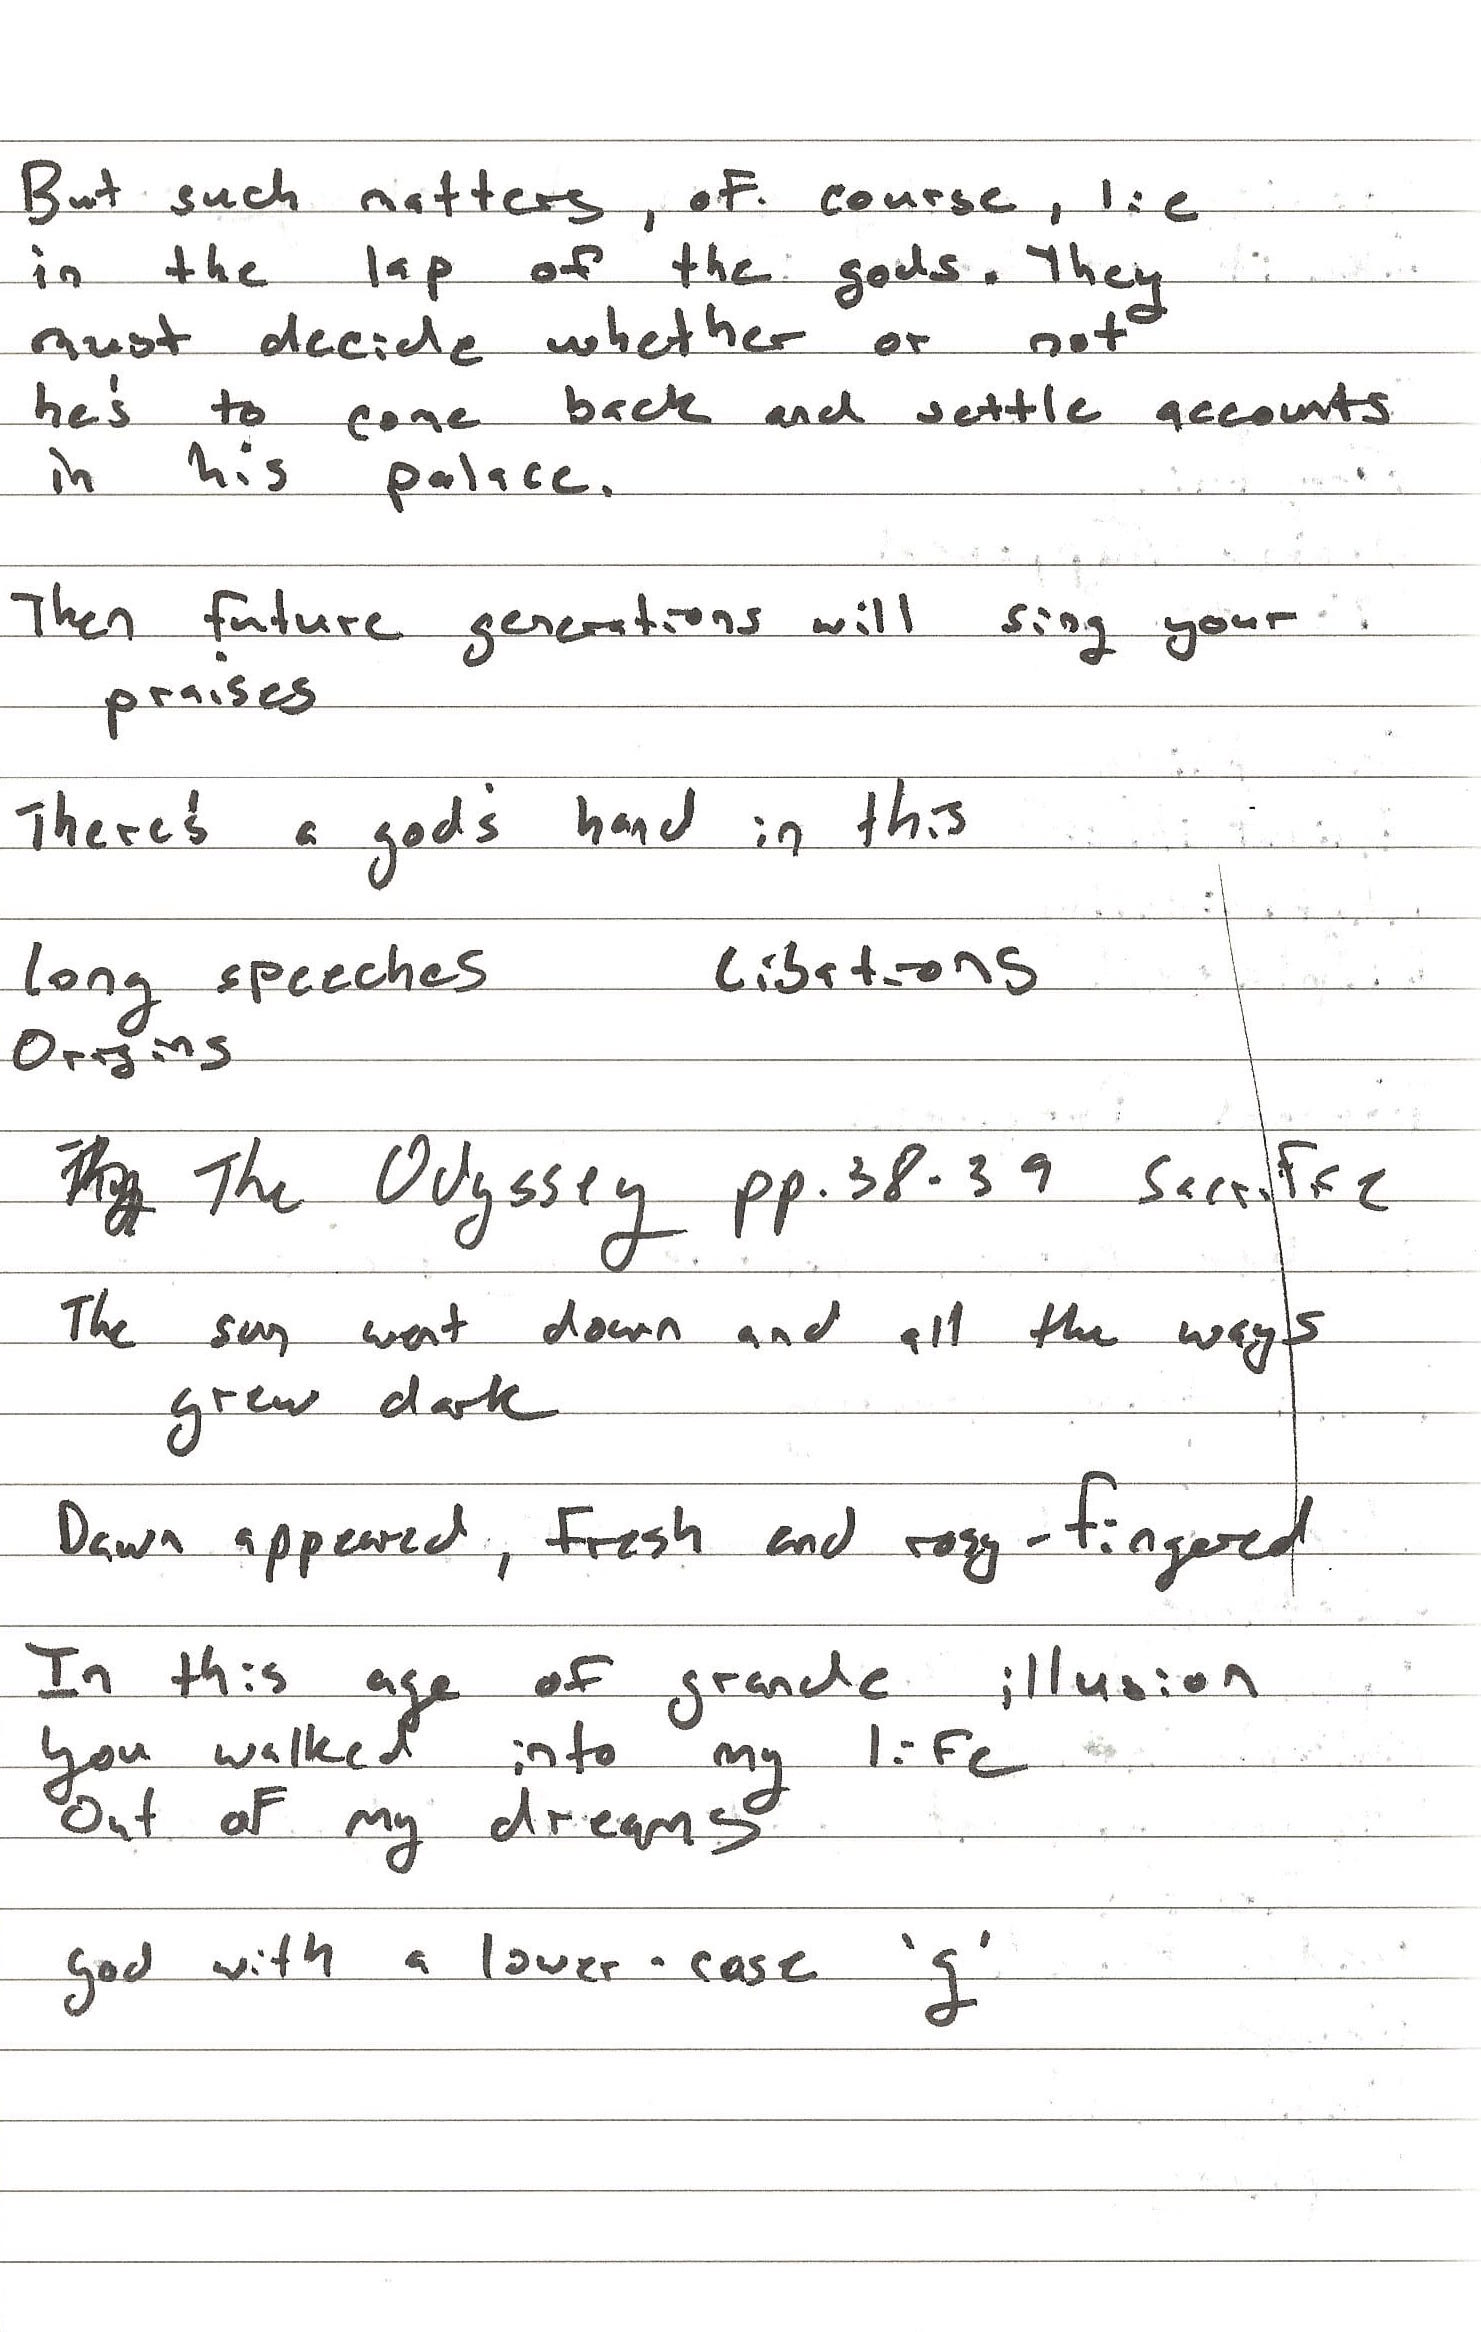 But such matters, of course, lie
in the lap of the gods. They
must decide whether or not
he's to come back and settle accounts
in his palace.
Then future generations will sing your
praises
There's a god's hand in this
long speeches Libations
Origins
The Odyssey pp. 38-39 Sacrifice
The sun went down and all the ways
grew dark
Dawn appeared, fresh and rosy-fingered
In this age of grande illusion
You walked into my life
Out of my dreams
god with a lower-case 'g'